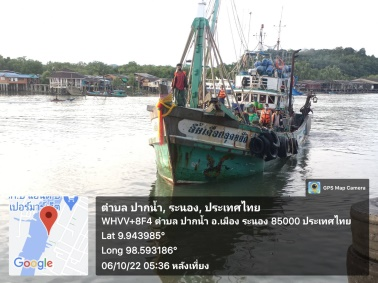 GPS Map Camera
ตำบล ปากน้ำ, ระนอง, ประเทศไทย
WHVV+8F4 ตำบล ปากน้ำ อ.เมือง ระนอง 85000 ประเทศไทย
Lat 9.943985°
Long 98.593186°
06/10/22 05:36 หลังเที่ยง
Google